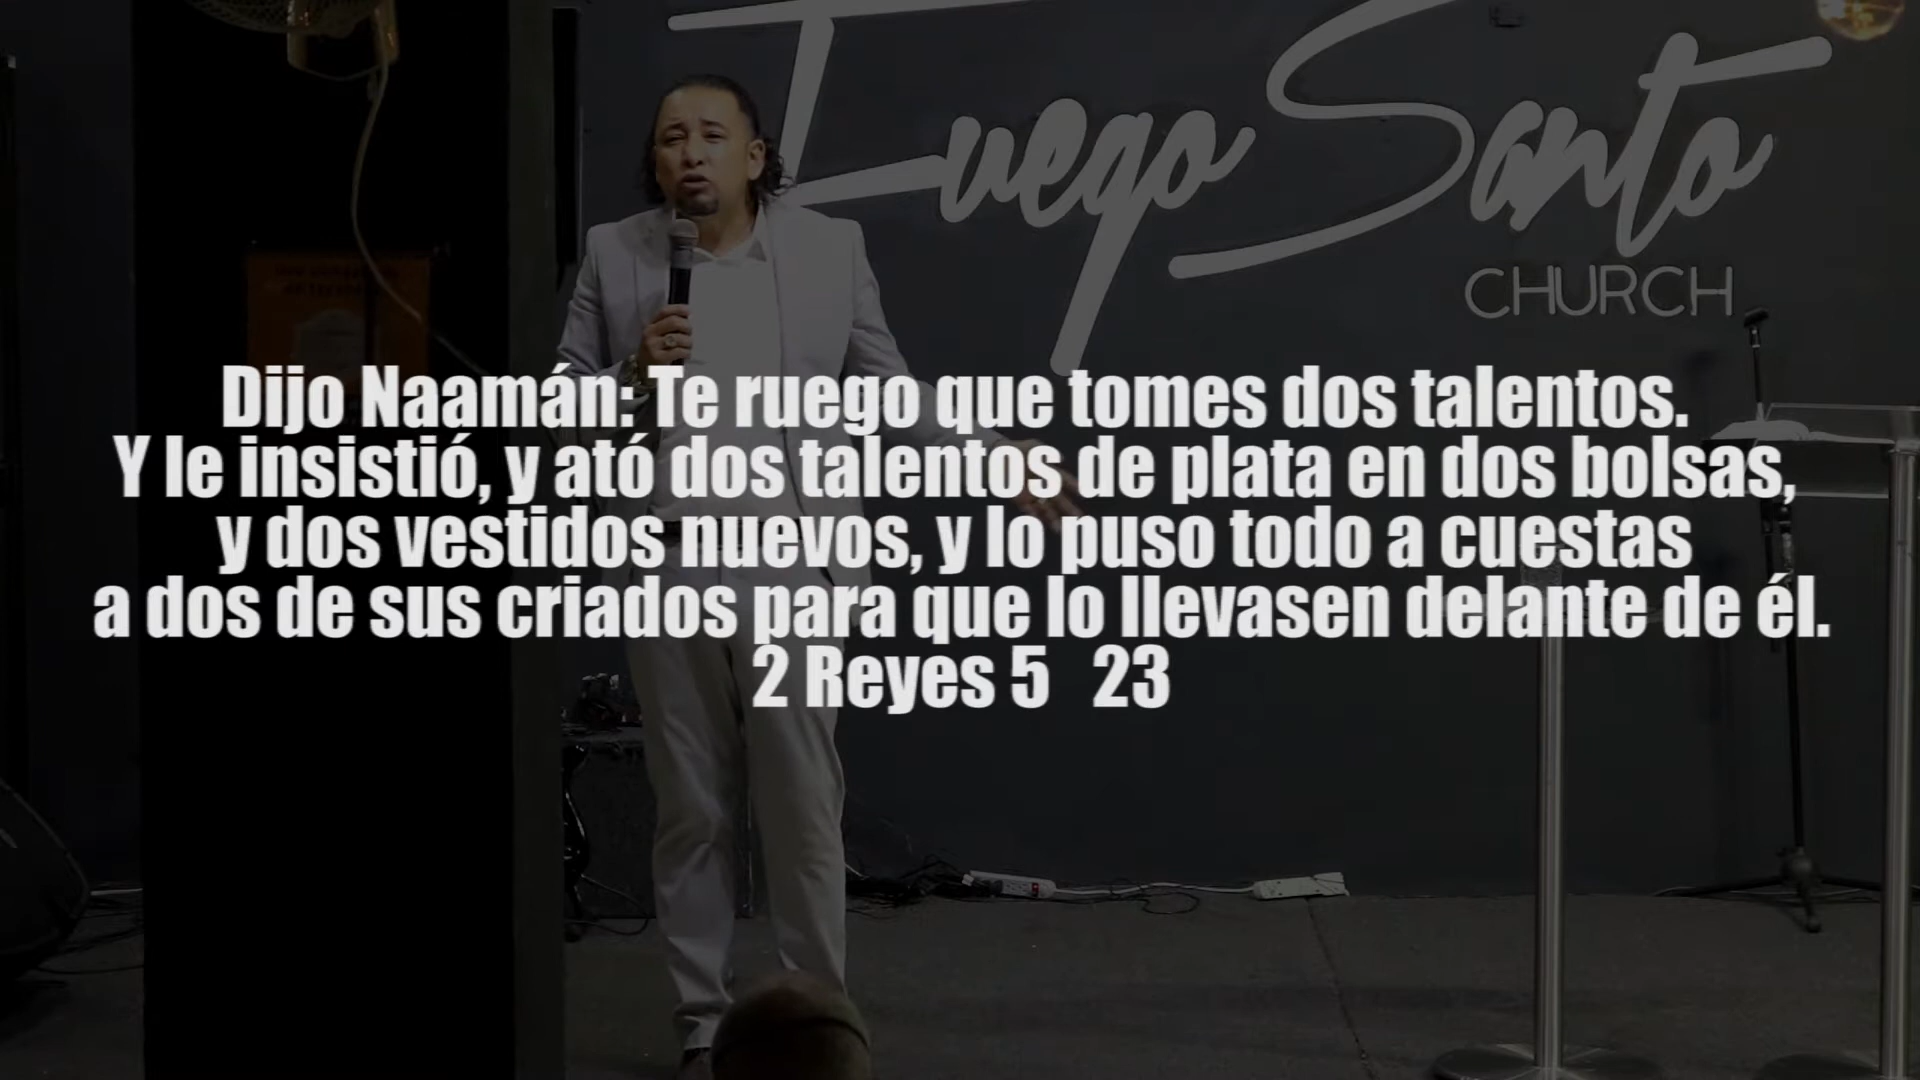 Fuego Santo
CHURCH
Dijo Naamán: Te ruego que tomes dos talentos.
Y le insistió, y ató dos talentos de plata en dos bolsas,
y dos vestidos nuevos, y lo puso todo a cuestas
a dos de sus criados para que lo llevasen delante de él.
2 Reyes 5 23